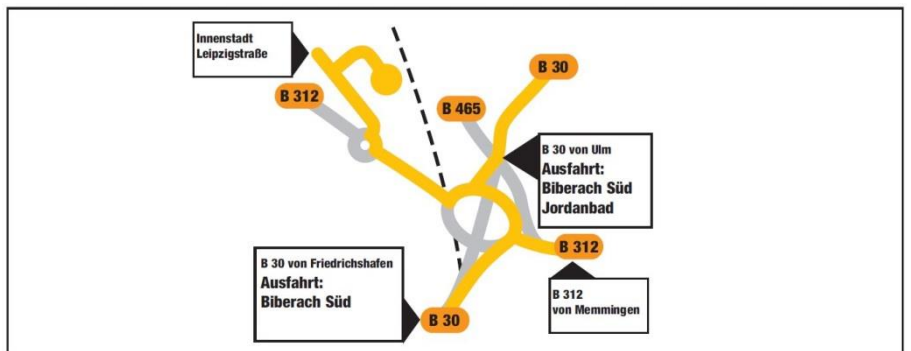 Innenstadt
Leipzigstraße
B 312
B 30
B 465
B 30 von Ulm
Ausfahrt:
Biberach Süd
Jordanbad
B 312
B 30 von Friedrichshafen
Ausfahrt:
Biberach Süd
B 312
von Memmingen
B 30